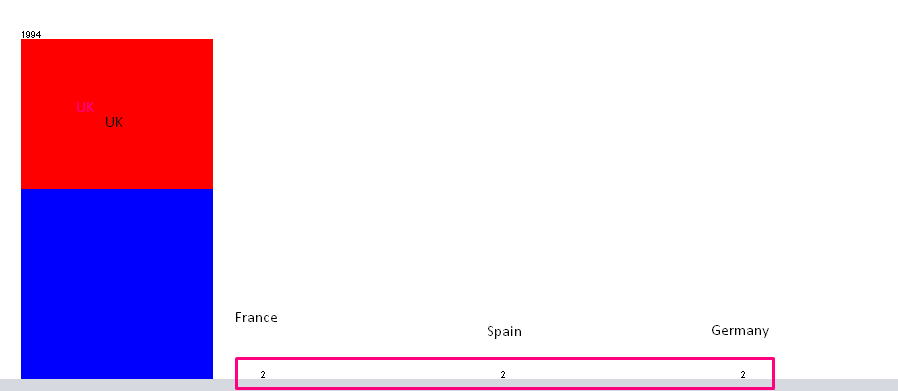 1994
UK
UK
France
Spain
Germany
2 2 2